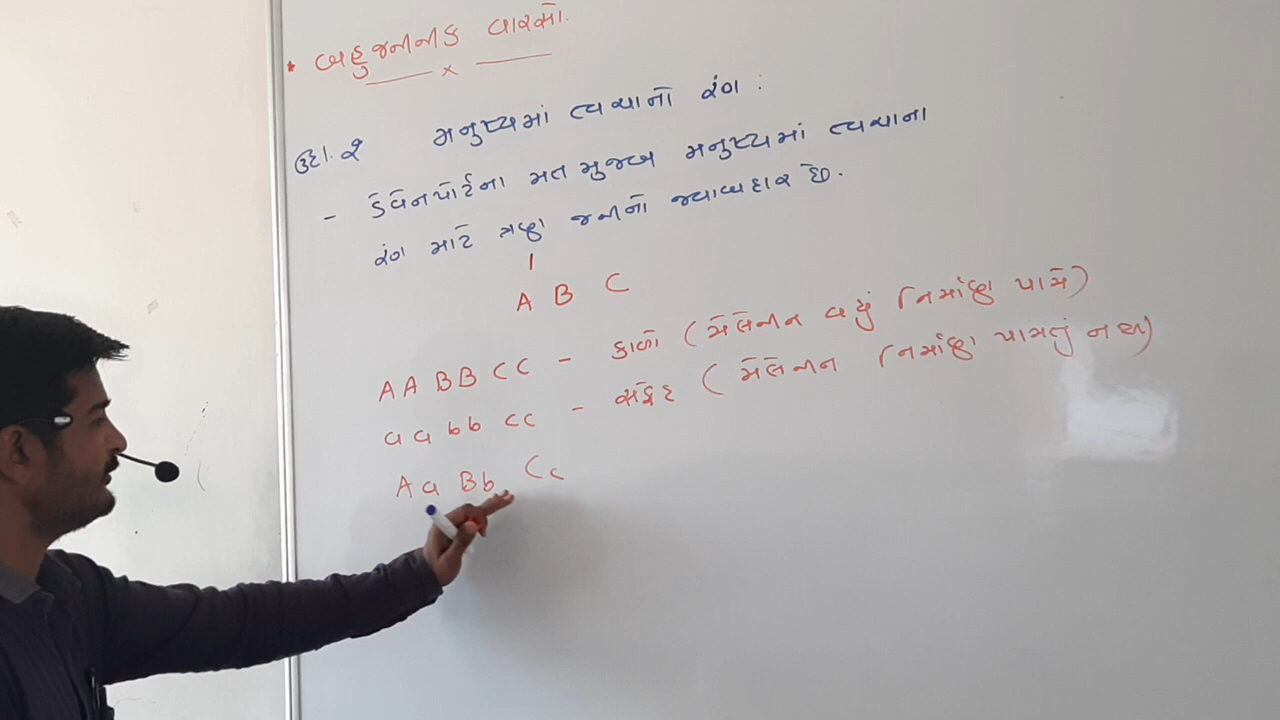 * બહુજનીનીક વારસો.
ઉદા. ૨ મનુષ્યમાં ત્વચાનો રંગ :
- ડેવેનપોર્ટના મત મુજબ મનુષ્યમાં ત્વચાના
રંગ માટે ત્રણ જનીનો જવાબદાર છે.
A B C
AA BB CC - કાળો (મેલેનીન વધું નિર્માણ પામે)
aa bb cc - સફેદ (મેલેનીન નિર્માણ પામતું નથી)
Aa Bb Cc